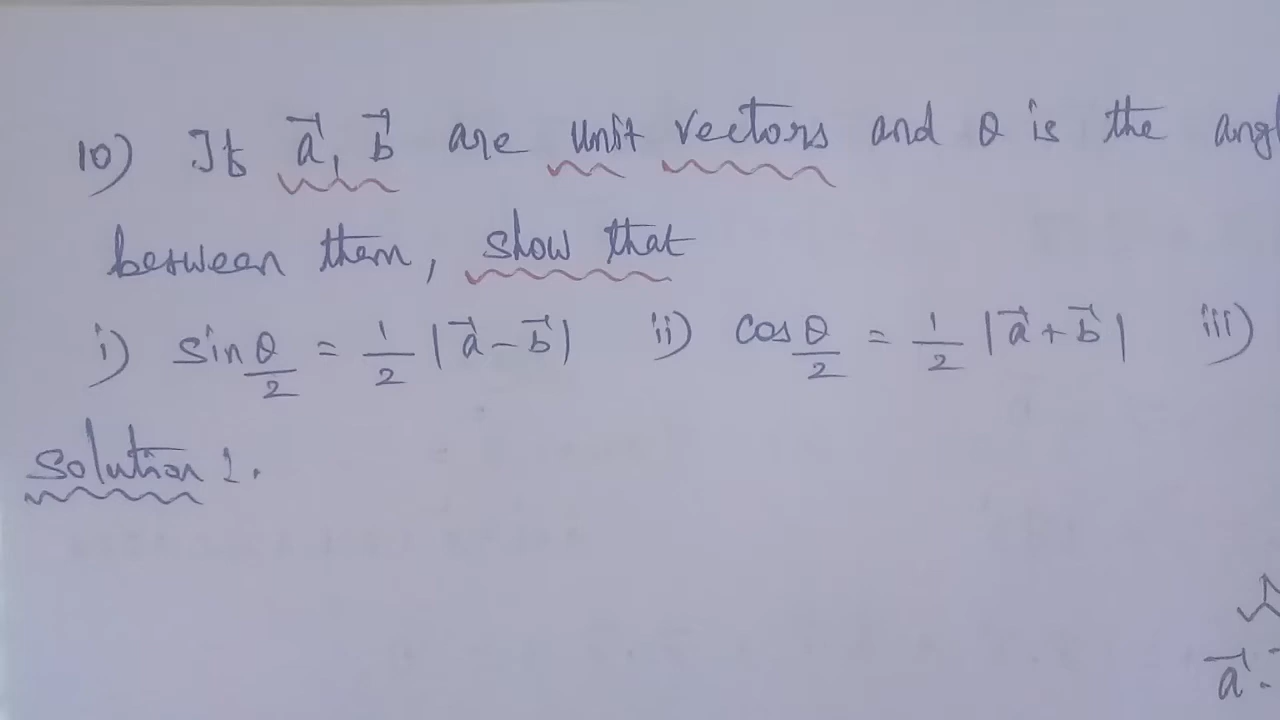 10) If a⃗, b⃗ are unit vectors and θ is the ang
between them, show that
i) sin θ/2 = 1/2 |a⃗ − b⃗| ii) cos θ/2 = 1/2 |a⃗ + b⃗| iii)
Solution :.
a⃗ .